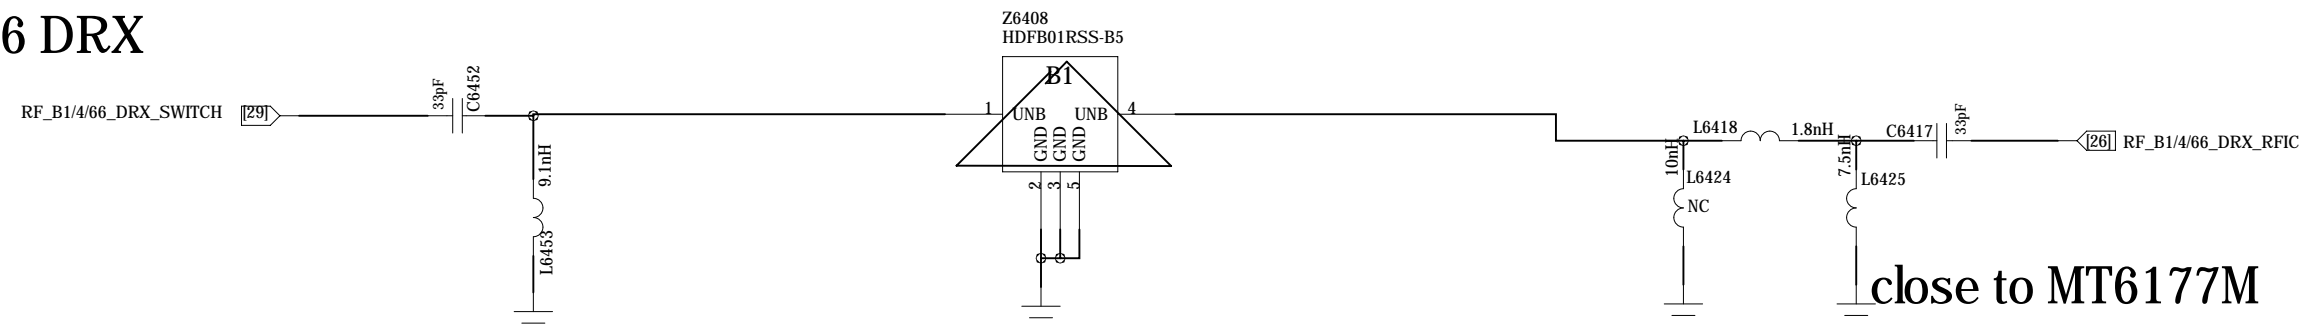 6 DRX
Z6408
HDFB01RSS-B5
B1
33pF
C6452
RF_B1/4/66_DRX_SWITCH
[29]
1
UNB
UNB
4
GND
GND
GND
2
3
5
9.1nH
L6453
L6418
1.8nH
C6417
33pF
[26]
RF_B1/4/66_DRX_RFIC
10nH
L6424
NC
7.5nH
L6425
close to MT6177M